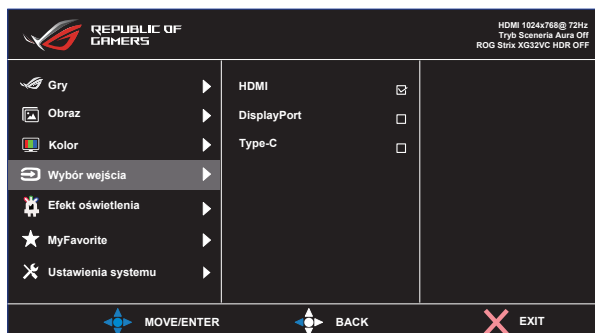 REPUBLIC OF
GAMERS
HDMI 1024x768@ 72Hz
Tryb Sceneria Aura Off
ROG Strix XG32VC HDR OFF
Gry
Obraz
Kolor
Wybór wejścia
Efekt oświetlenia
MyFavorite
Ustawienia systemu
HDMI
DisplayPort
Type-C
MOVE/ENTER
BACK
EXIT